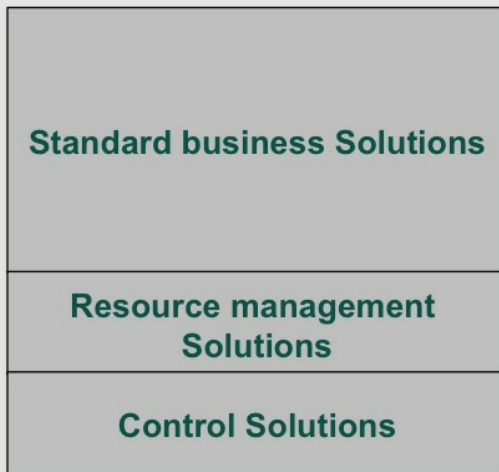 Standard business Solutions
Resource management
Solutions
Control Solutions